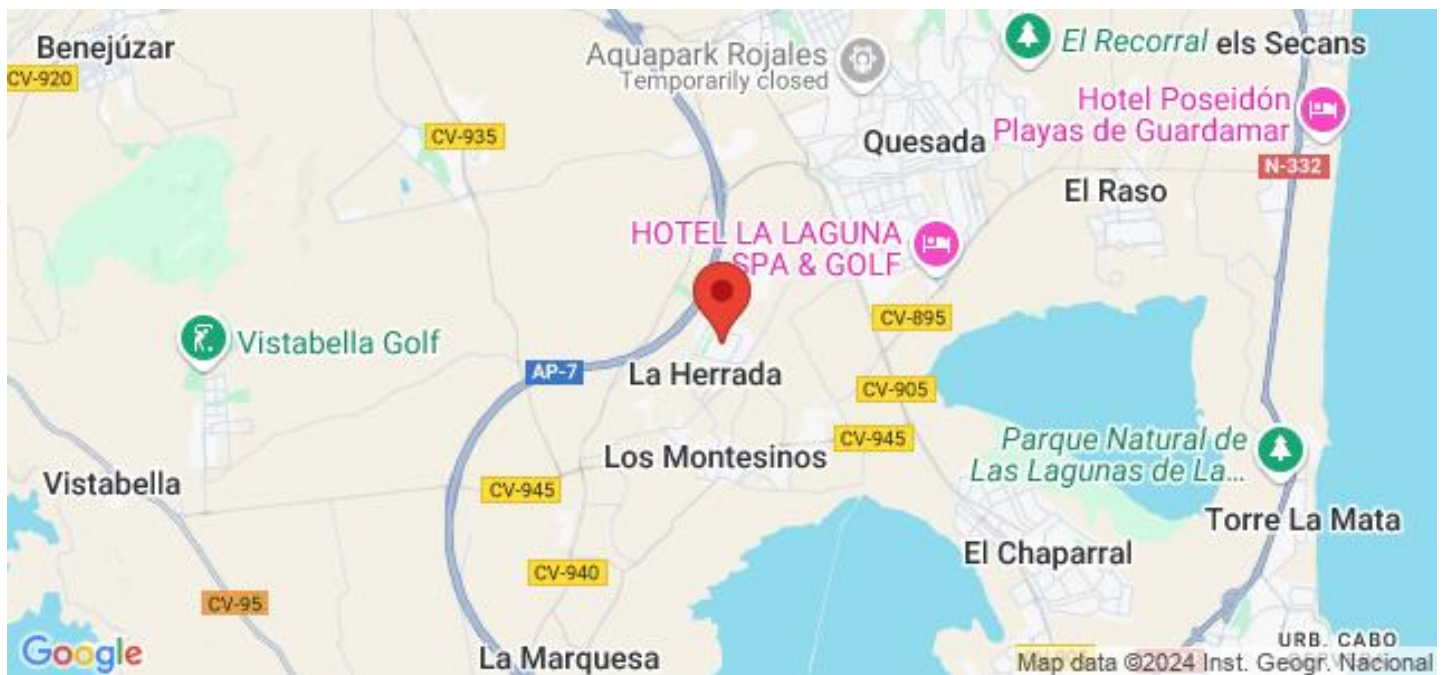 Benejúzar
CV-920
Aquapark Rojales
Temporarily closed
El Recorral
els Secans
Hotel Poseidón
Playas de Guardamar
CV-935
Quesada
N-332
El Raso
HOTEL LA LAGUNA
SPA & GOLF
CV-895
Vistabella Golf
AP-7
La Herrada
CV-905
CV-945
Parque Natural de
Las Lagunas de La...
Los Montesinos
Vistabella
CV-945
Torre La Mata
El Chaparral
CV-940
CV-95
URB. CABO
La Marquesa
Google
Map data ©2024 Inst. Geogr. Nacional